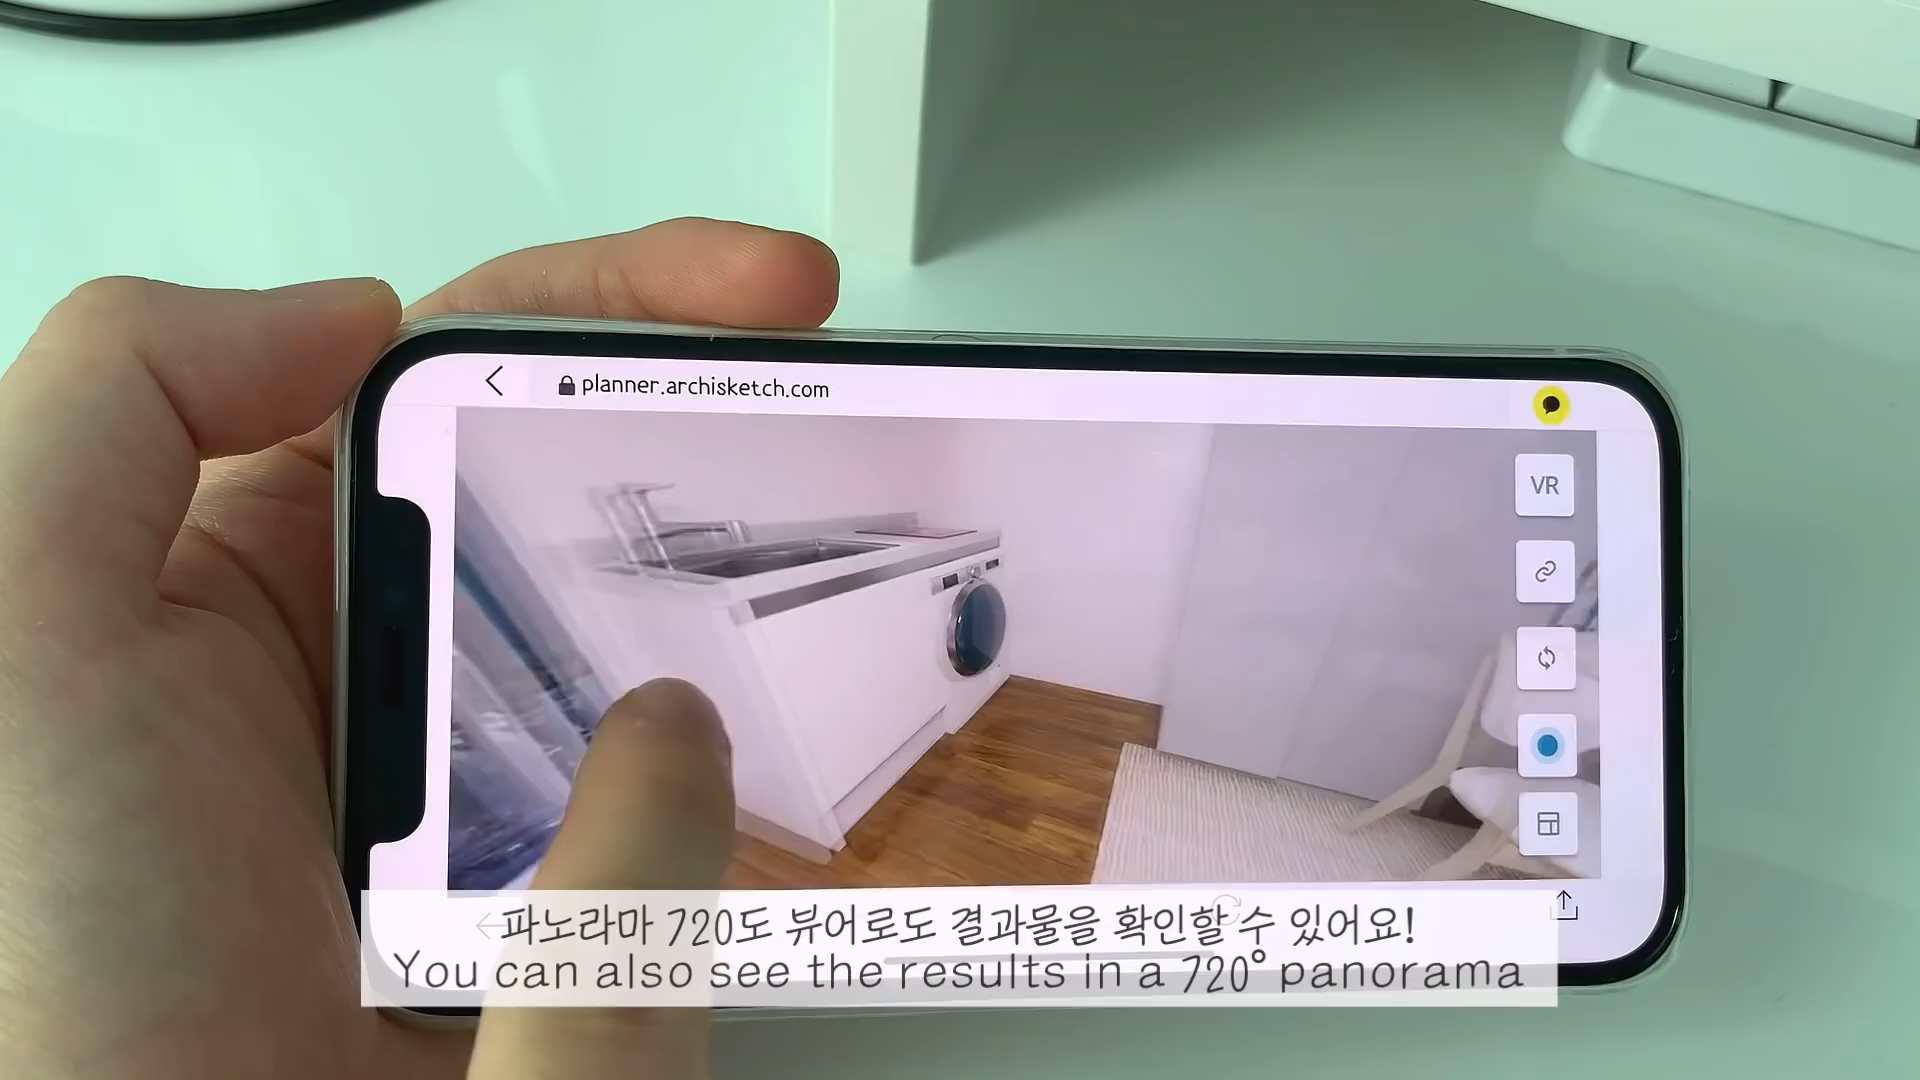 planner.archisketch.com
VR
파노라마 720도 뷰어로도 결과물을 확인할 수 있어요!
You can also see the results in a 720° panorama